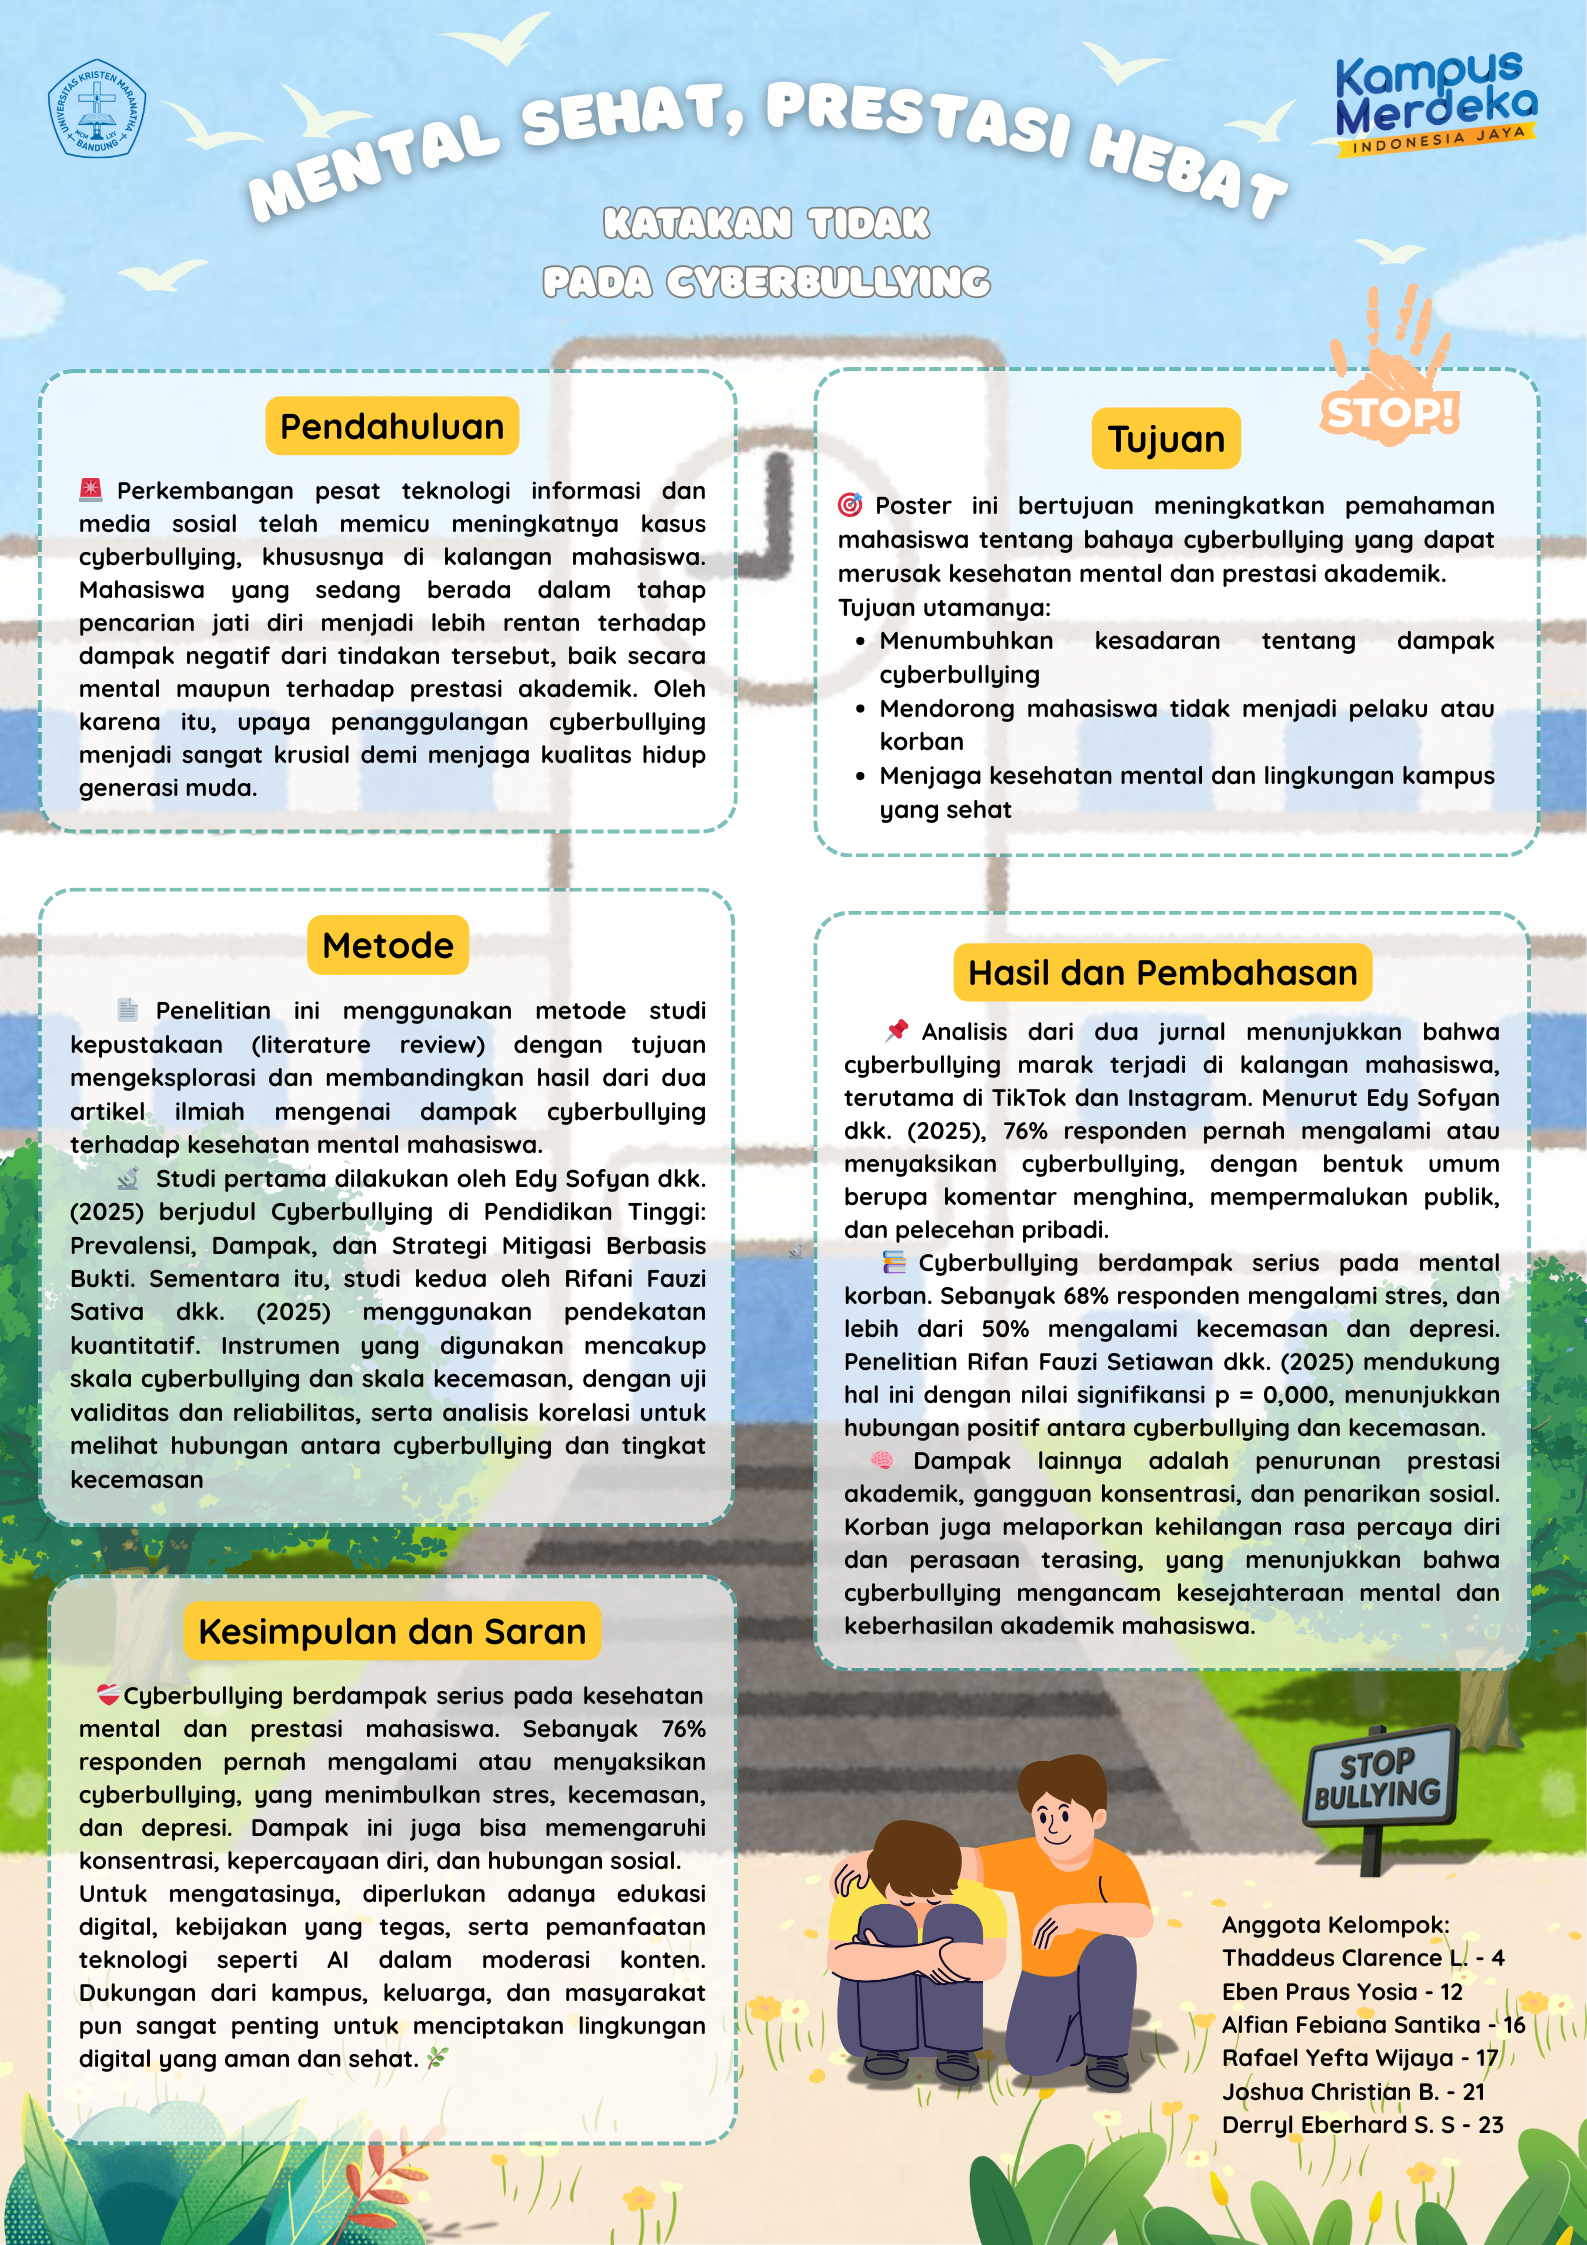 UNIVERSITAS KRISTEN MARANATHA
MCM LXV
BANDUNG
Kampus
Merdeka
INDONESIA JAYA
MENTAL SEHAT, PRESTASI HEBAT
KATAKAN TIDAK
PADA CYBERBULLYING
STOP!
Pendahuluan
Perkembangan pesat teknologi informasi dan
media sosial telah memicu meningkatnya kasus
cyberbullying, khususnya di kalangan mahasiswa.
Mahasiswa yang sedang berada dalam tahap
pencarian jati diri menjadi lebih rentan terhadap
dampak negatif dari tindakan tersebut, baik secara
mental maupun terhadap prestasi akademik. Oleh
karena itu, upaya penanggulangan cyberbullying
menjadi sangat krusial demi menjaga kualitas hidup
generasi muda.
Tujuan
Poster ini bertujuan meningkatkan pemahaman
mahasiswa tentang bahaya cyberbullying yang dapat
merusak kesehatan mental dan prestasi akademik.
Tujuan utamanya:
• Menumbuhkan kesadaran tentang dampak
cyberbullying
• Mendorong mahasiswa tidak menjadi pelaku atau
korban
• Menjaga kesehatan mental dan lingkungan kampus
yang sehat
Metode
Penelitian ini menggunakan metode studi
kepustakaan (literature review) dengan tujuan
mengeksplorasi dan membandingkan hasil dari dua
artikel ilmiah mengenai dampak cyberbullying
terhadap kesehatan mental mahasiswa.
Studi pertama dilakukan oleh Edy Sofyan dkk.
(2025) berjudul Cyberbullying di Pendidikan Tinggi:
Prevalensi, Dampak, dan Strategi Mitigasi Berbasis
Bukti. Sementara itu, studi kedua oleh Rifani Fauzi
Sativa dkk. (2025) menggunakan pendekatan
kuantitatif. Instrumen yang digunakan mencakup
skala cyberbullying dan skala kecemasan, dengan uji
validitas dan reliabilitas, serta analisis korelasi untuk
melihat hubungan antara cyberbullying dan tingkat
kecemasan
Hasil dan Pembahasan
Analisis dari dua jurnal menunjukkan bahwa
cyberbullying marak terjadi di kalangan mahasiswa,
terutama di TikTok dan Instagram. Menurut Edy Sofyan
dkk. (2025), 76% responden pernah mengalami atau
menyaksikan cyberbullying, dengan bentuk umum
berupa komentar menghina, mempermalukan publik,
dan pelecehan pribadi.
Cyberbullying berdampak serius pada mental
korban. Sebanyak 68% responden mengalami stres, dan
lebih dari 50% mengalami kecemasan dan depresi.
Penelitian Rifan Fauzi Setiawan dkk. (2025) mendukung
hal ini dengan nilai signifikansi p = 0,000, menunjukkan
hubungan positif antara cyberbullying dan kecemasan.
Dampak lainnya adalah penurunan prestasi
akademik, gangguan konsentrasi, dan penarikan sosial.
Korban juga melaporkan kehilangan rasa percaya diri
dan perasaan terasing, yang menunjukkan bahwa
cyberbullying mengancam kesejahteraan mental dan
keberhasilan akademik mahasiswa.
Kesimpulan dan Saran
Cyberbullying berdampak serius pada kesehatan
mental dan prestasi mahasiswa. Sebanyak 76%
responden pernah mengalami atau menyaksikan
cyberbullying, yang menimbulkan stres, kecemasan,
dan depresi. Dampak ini juga bisa memengaruhi
konsentrasi, kepercayaan diri, dan hubungan sosial.
Untuk mengatasinya, diperlukan adanya edukasi
digital, kebijakan yang tegas, serta pemanfaatan
teknologi seperti AI dalam moderasi konten.
Dukungan dari kampus, keluarga, dan masyarakat
pun sangat penting untuk menciptakan lingkungan
digital yang aman dan sehat.
STOP
BULLYING
Anggota Kelompok:
Thaddeus Clarence L. - 4
Eben Praus Yosia - 12
Alfian Febiana Santika - 16
Rafael Yefta Wijaya - 17
Joshua Christian B. - 21
Derryl Eberhard S. S - 23